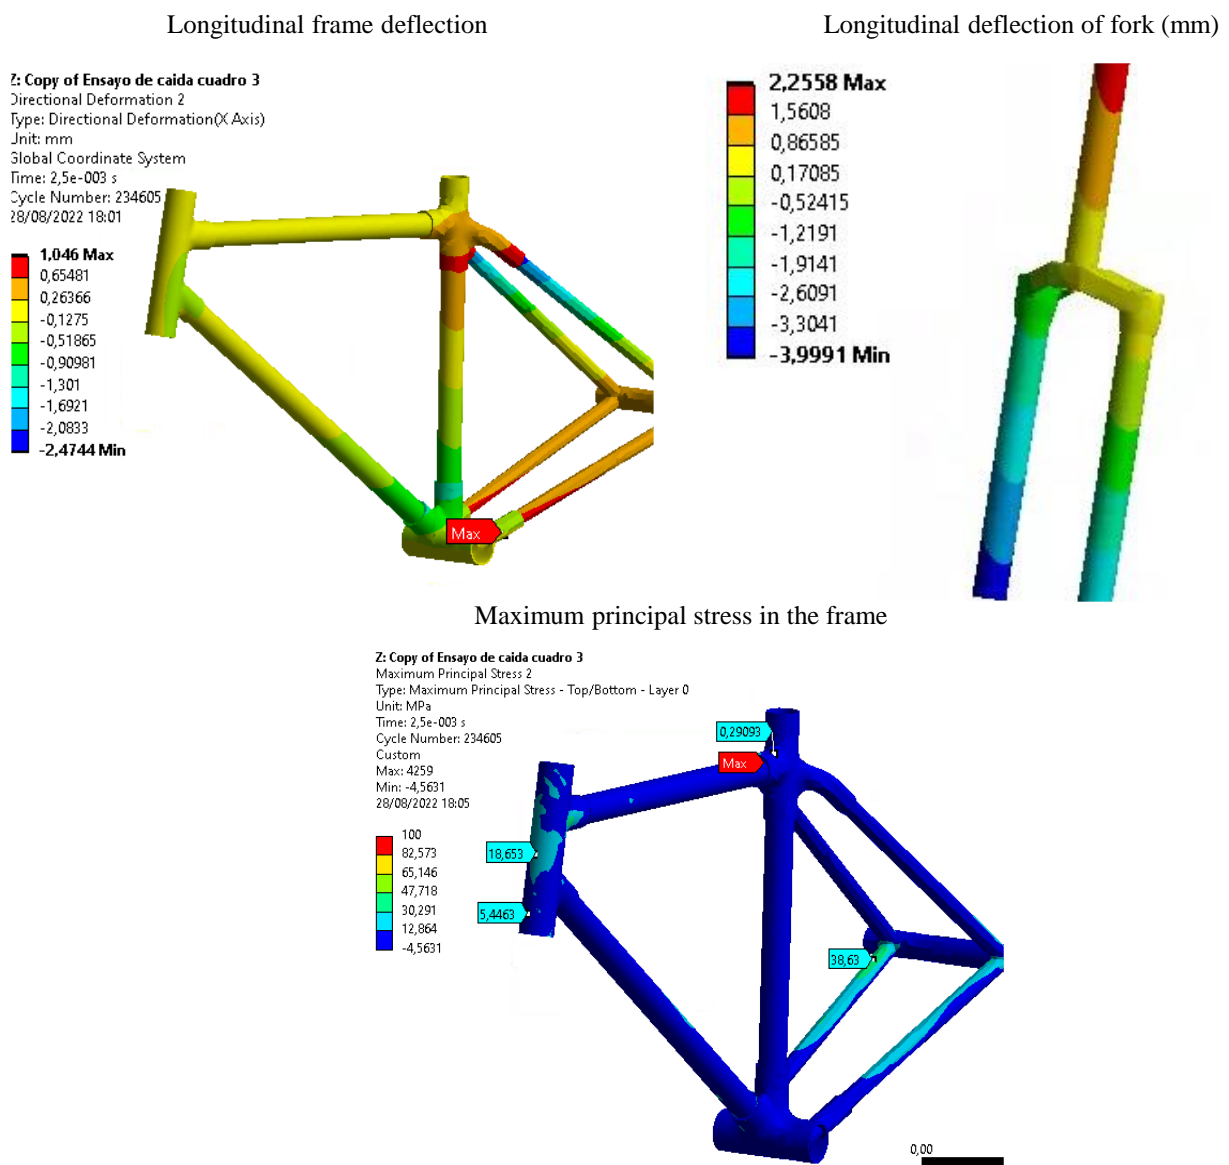 Longitudinal frame deflection
Z: Copy of Ensayo de caida cuadro 3
Directional Deformation 2
Type: Directional Deformation(X Axis)
Unit: mm
Global Coordinate System
Time: 2,5e-003 s
Cycle Number: 234605
28/08/2022 18:01
1,046 Max
0,65481
0,26366
-0,1275
-0,51865
-0,90981
-1,301
-1,6921
-2,0833
-2,4744 Min
Max
Longitudinal deflection of fork (mm)
2,2558 Max
1,5608
0,86585
0,17085
-0,52415
-1,2191
-1,9141
-2,6091
-3,3041
-3,9991 Min
Maximum principal stress in the frame
Z: Copy of Ensayo de caida cuadro 3
Maximum Principal Stress 2
Type: Maximum Principal Stress - Top/Bottom - Layer 0
Unit: MPa
Time: 2,5e-003 s
Cycle Number: 234605
Custom
Max: 4259
Min: -4,5631
28/08/2022 18:05
100
82,573
65,146
47,718
30,291
12,864
-4,5631
0,29093
Max
18,653
5,4463
38,63
0,00